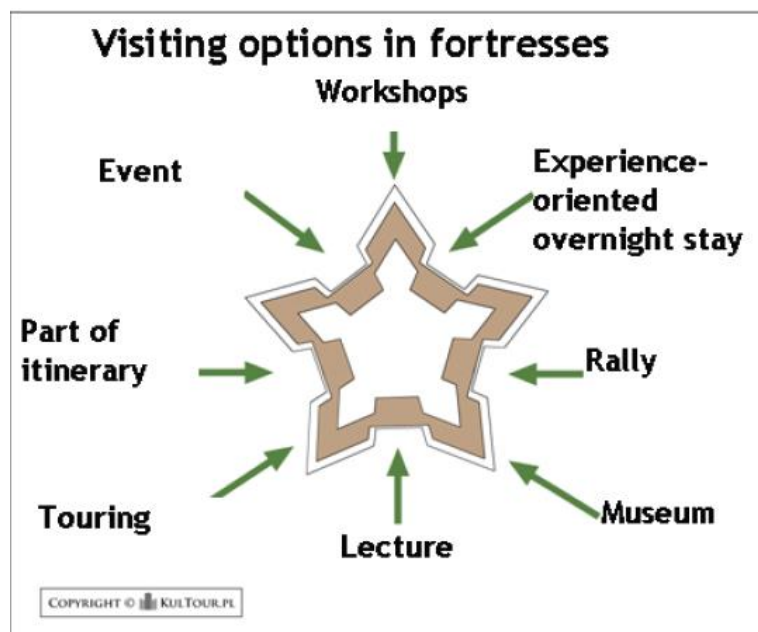 Visiting options in fortresses
Workshops
Event
Experience-
oriented
overnight stay
Part of
itinerary
Rally
Touring
Museum
Lecture
COPYRIGHT © KULTOUR.PL